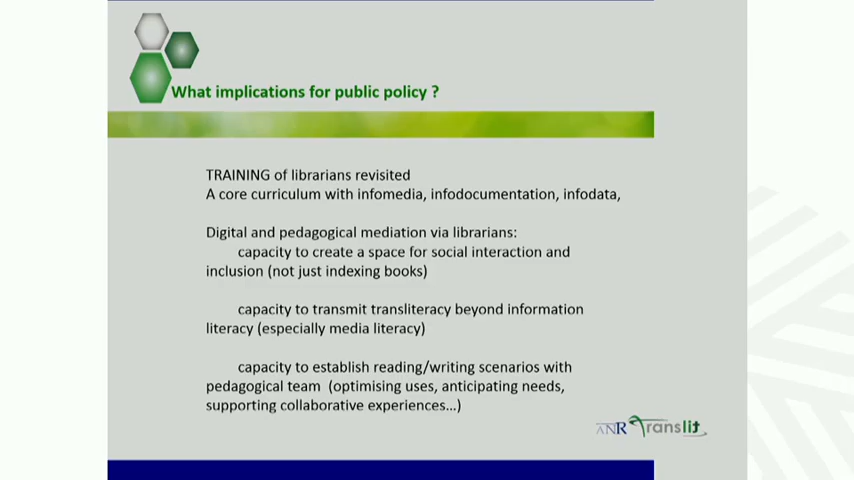 What implications for public policy ?
TRAINING of librarians revisited
A core curriculum with infomedia, infodocumentation, infodata,
Digital and pedagogical mediation via librarians:
capacity to create a space for social interaction and
inclusion (not just indexing books)
capacity to transmit transliteracy beyond information
literacy (especially media literacy)
capacity to establish reading/writing scenarios with
pedagogical team (optimising uses, anticipating needs,
supporting collaborative experiences...)
ANR Translit